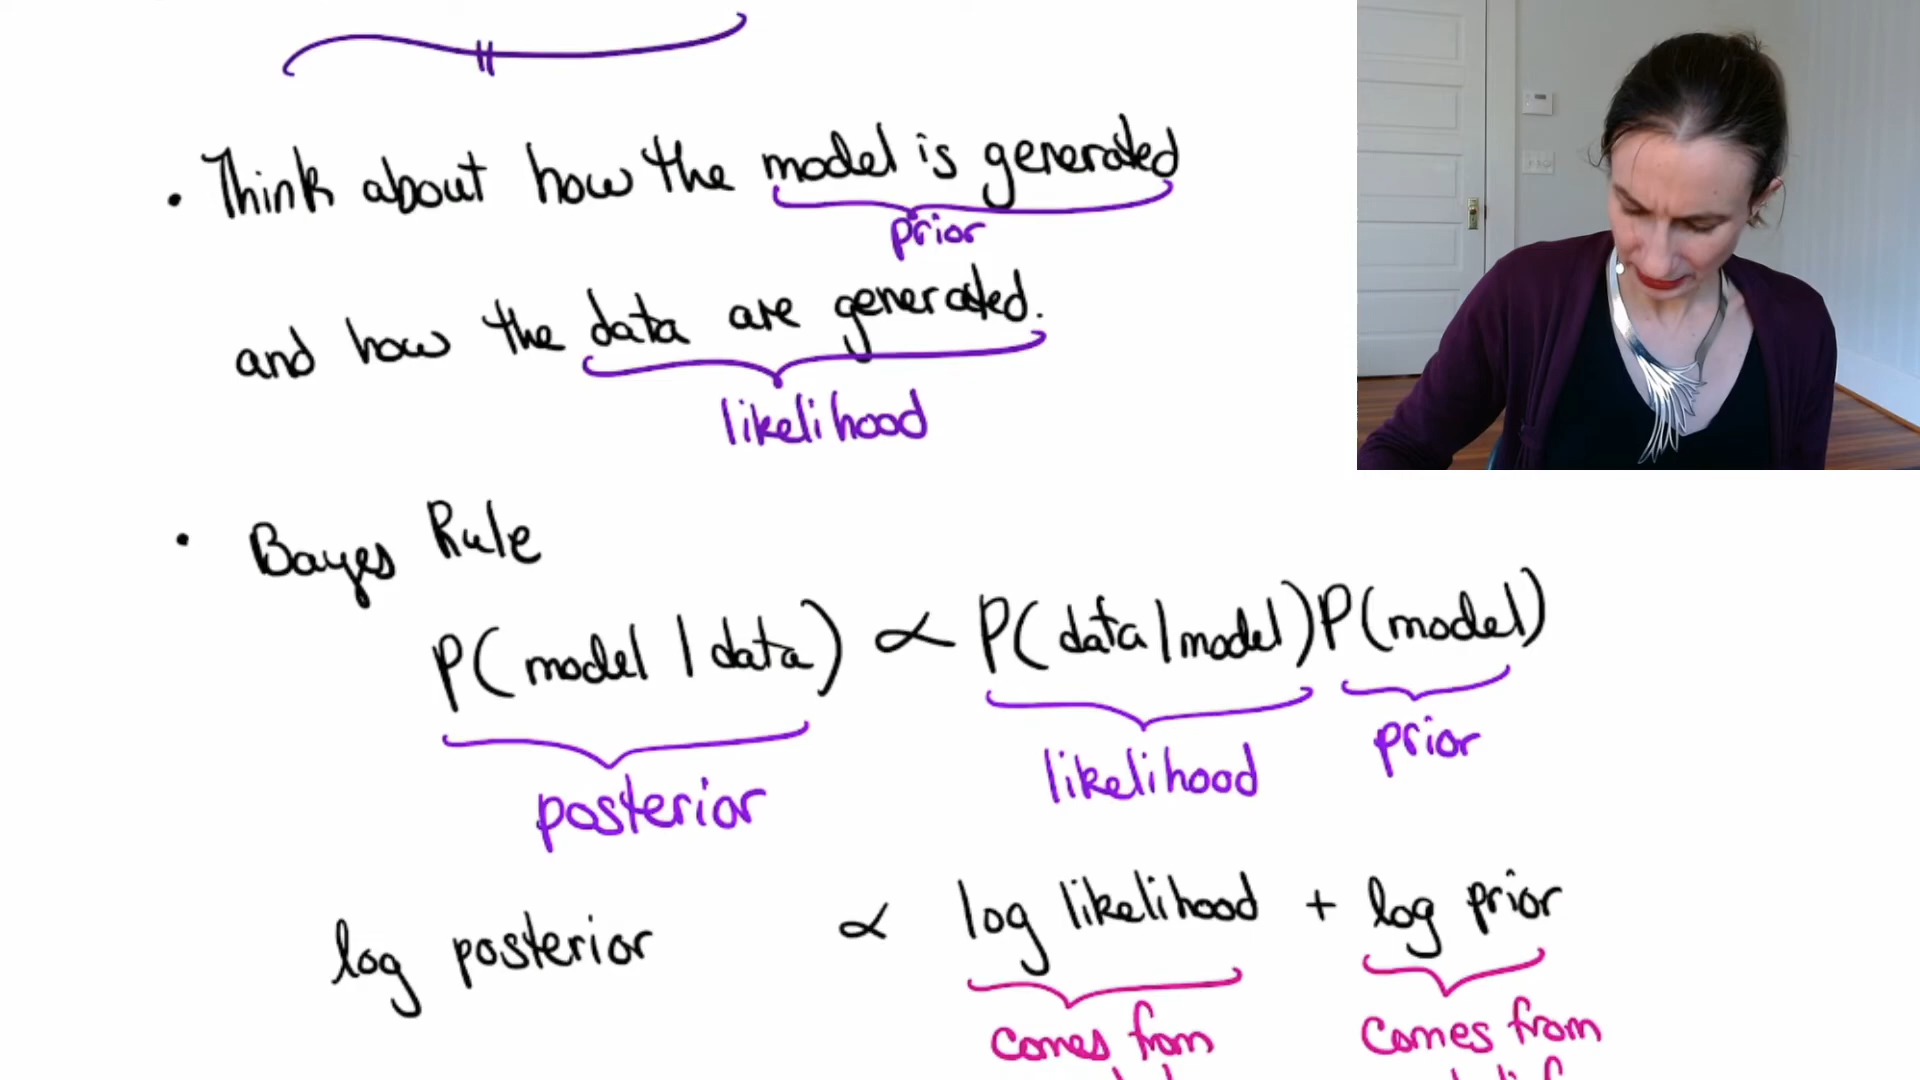 • Think about how the model is generated
prior
and how the data are generated.
likelihood
• Bayes Rule
P(model | data) ∝ P(data | model) P(model)
posterior likelihood prior
log posterior ∝ log likelihood + log prior
comes from comes from